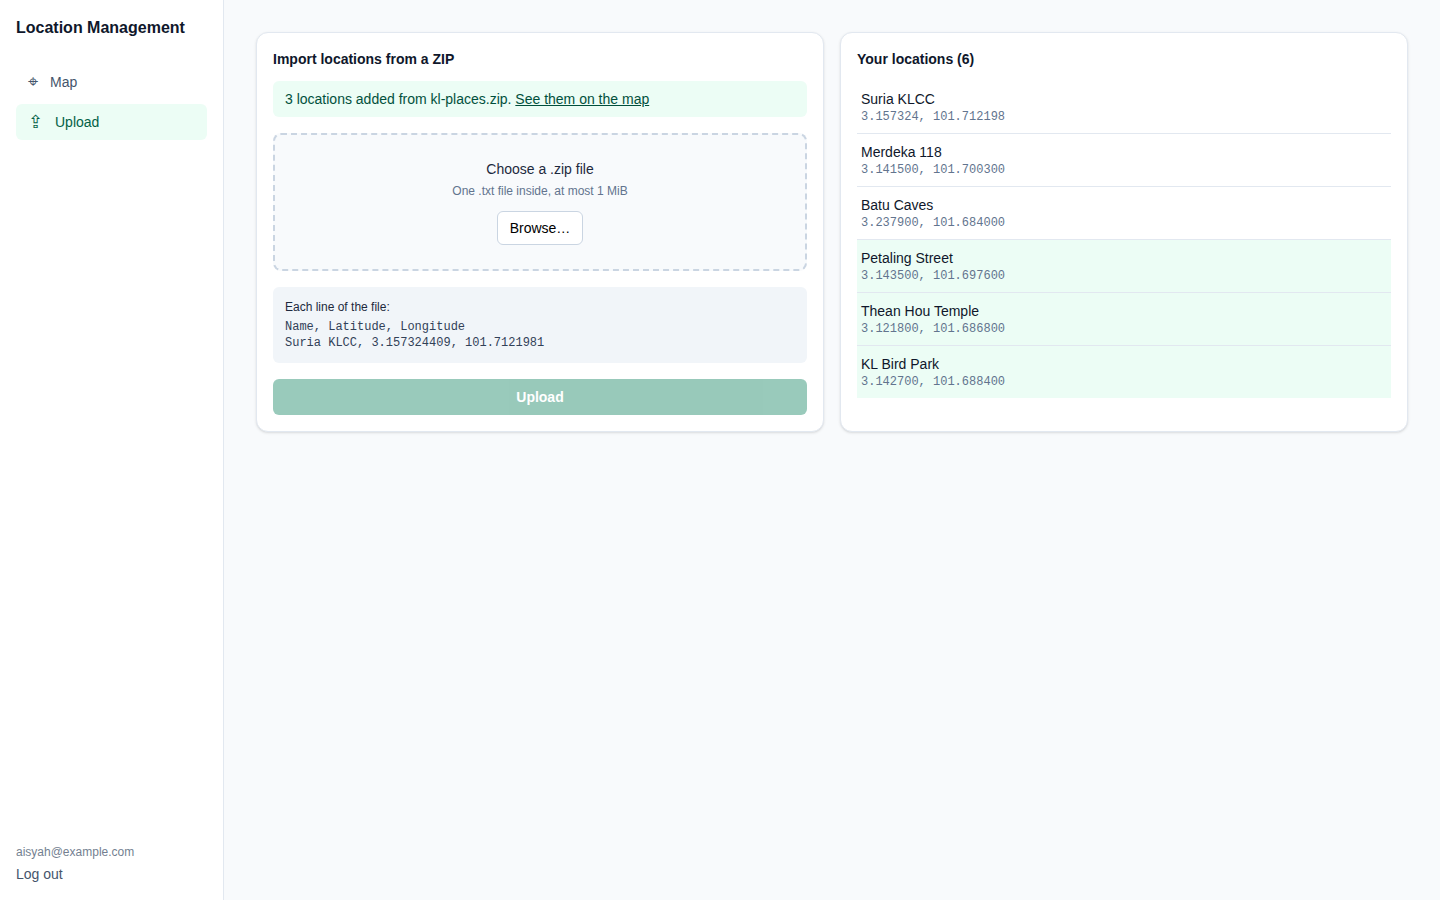 Location Management
Map
Upload
aisyah@example.com
Log out
Import locations from a ZIP
3 locations added from kl-places.zip. See them on the map
Choose a .zip file
One .txt file inside, at most 1 MiB
Browse…
Each line of the file:
Name, Latitude, Longitude
Suria KLCC, 3.157324409, 101.7121981
Upload
Your locations (6)
Suria KLCC
3.157324, 101.712198
Merdeka 118
3.141500, 101.700300
Batu Caves
3.237900, 101.684000
Petaling Street
3.143500, 101.697600
Thean Hou Temple
3.121800, 101.686800
KL Bird Park
3.142700, 101.688400